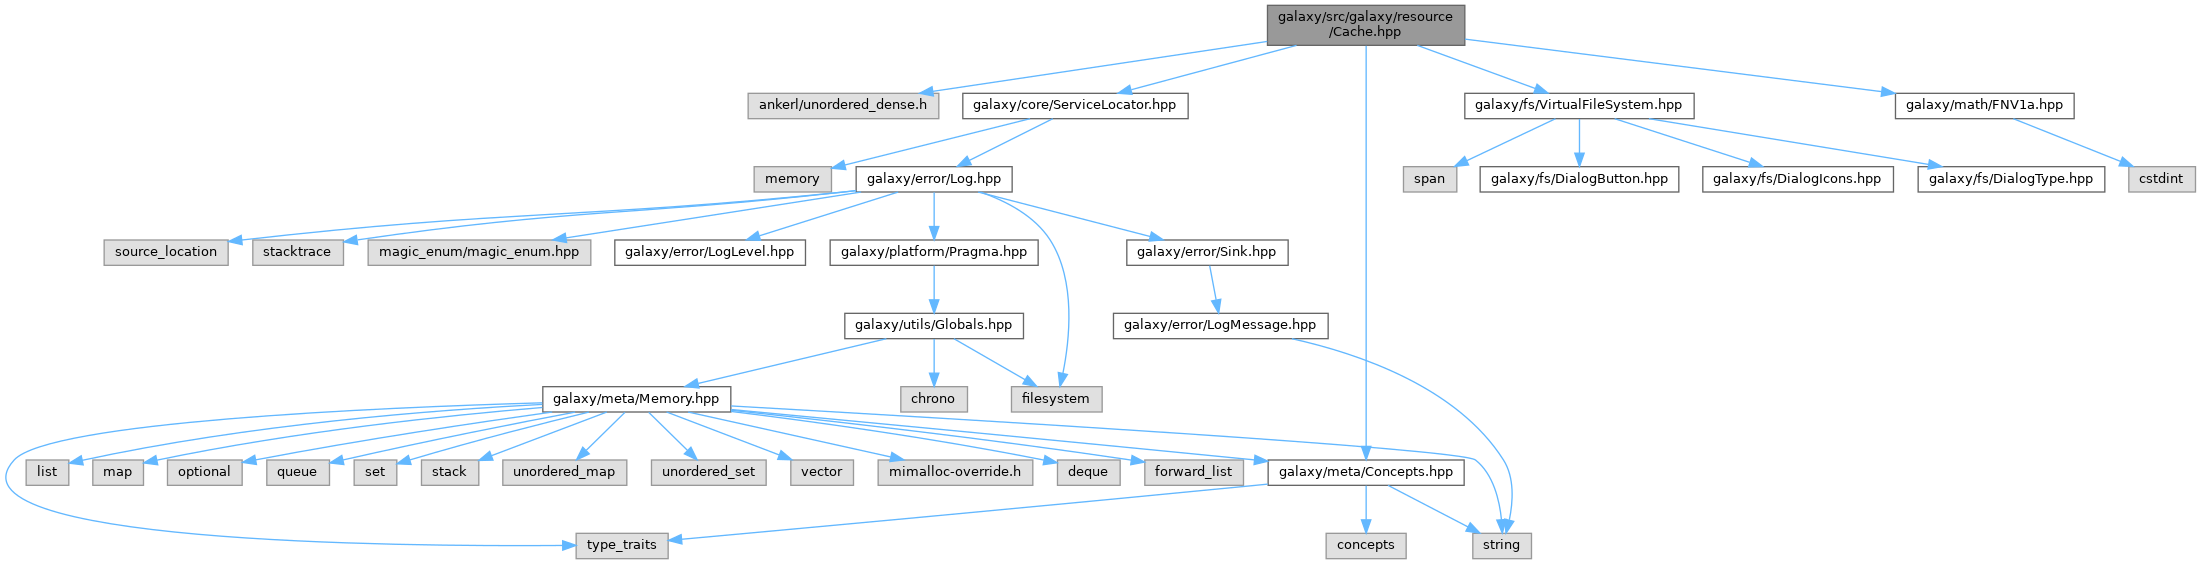 galaxy/src/galaxy/resource
/Cache.hpp
ankerl/unordered_dense.h
galaxy/core/ServiceLocator.hpp
galaxy/fs/VirtualFileSystem.hpp
galaxy/math/FNV1a.hpp
memory
galaxy/error/Log.hpp
span
galaxy/fs/DialogButton.hpp
galaxy/fs/DialogIcons.hpp
galaxy/fs/DialogType.hpp
cstdint
source_location
stacktrace
magic_enum/magic_enum.hpp
galaxy/error/LogLevel.hpp
galaxy/platform/Pragma.hpp
galaxy/error/Sink.hpp
galaxy/utils/Globals.hpp
galaxy/error/LogMessage.hpp
galaxy/meta/Memory.hpp
chrono
filesystem
list
map
optional
queue
set
stack
unordered_map
unordered_set
vector
mimalloc-override.h
deque
forward_list
galaxy/meta/Concepts.hpp
type_traits
concepts
string